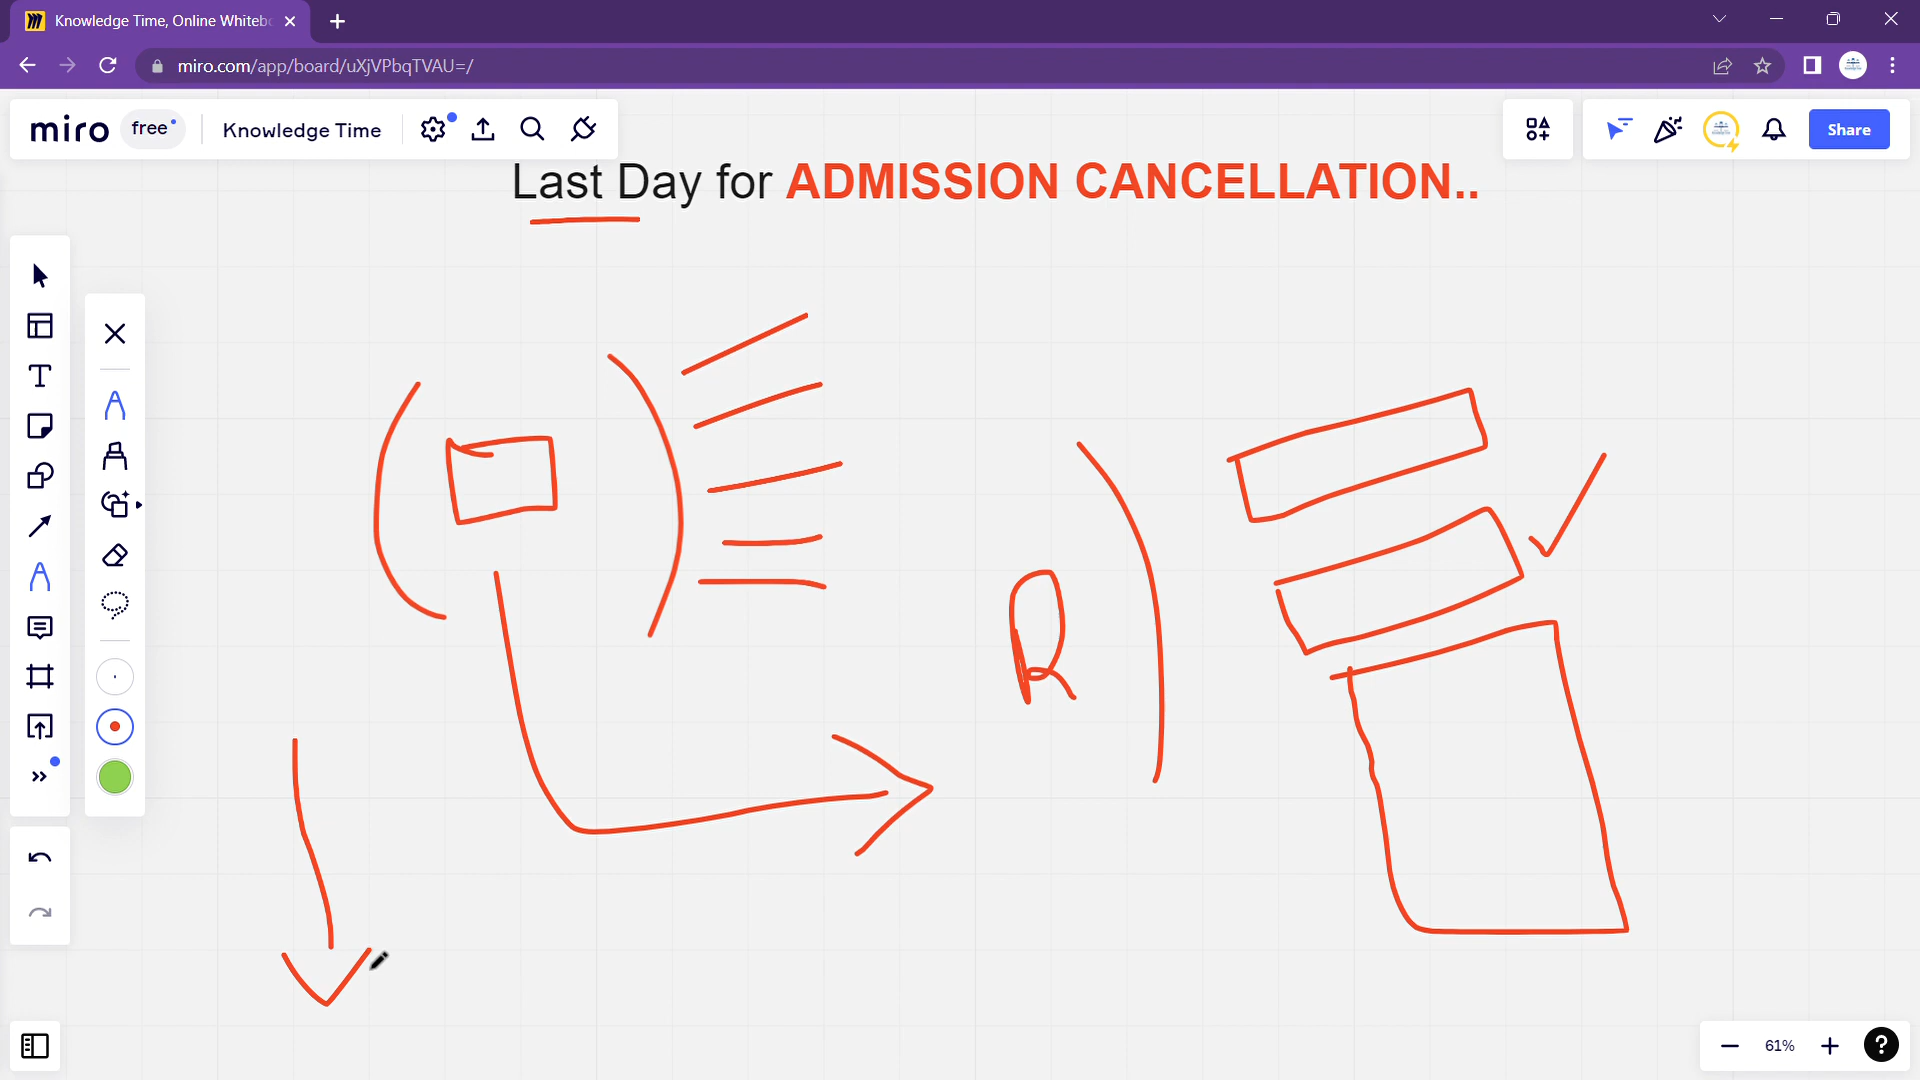 Knowledge Time, Online Whiteb
miro.com/app/board/uXjVPbqTVAU=/
miro free Knowledge Time
Share
Last Day for ADMISSION CANCELLATION..
R
61%
?